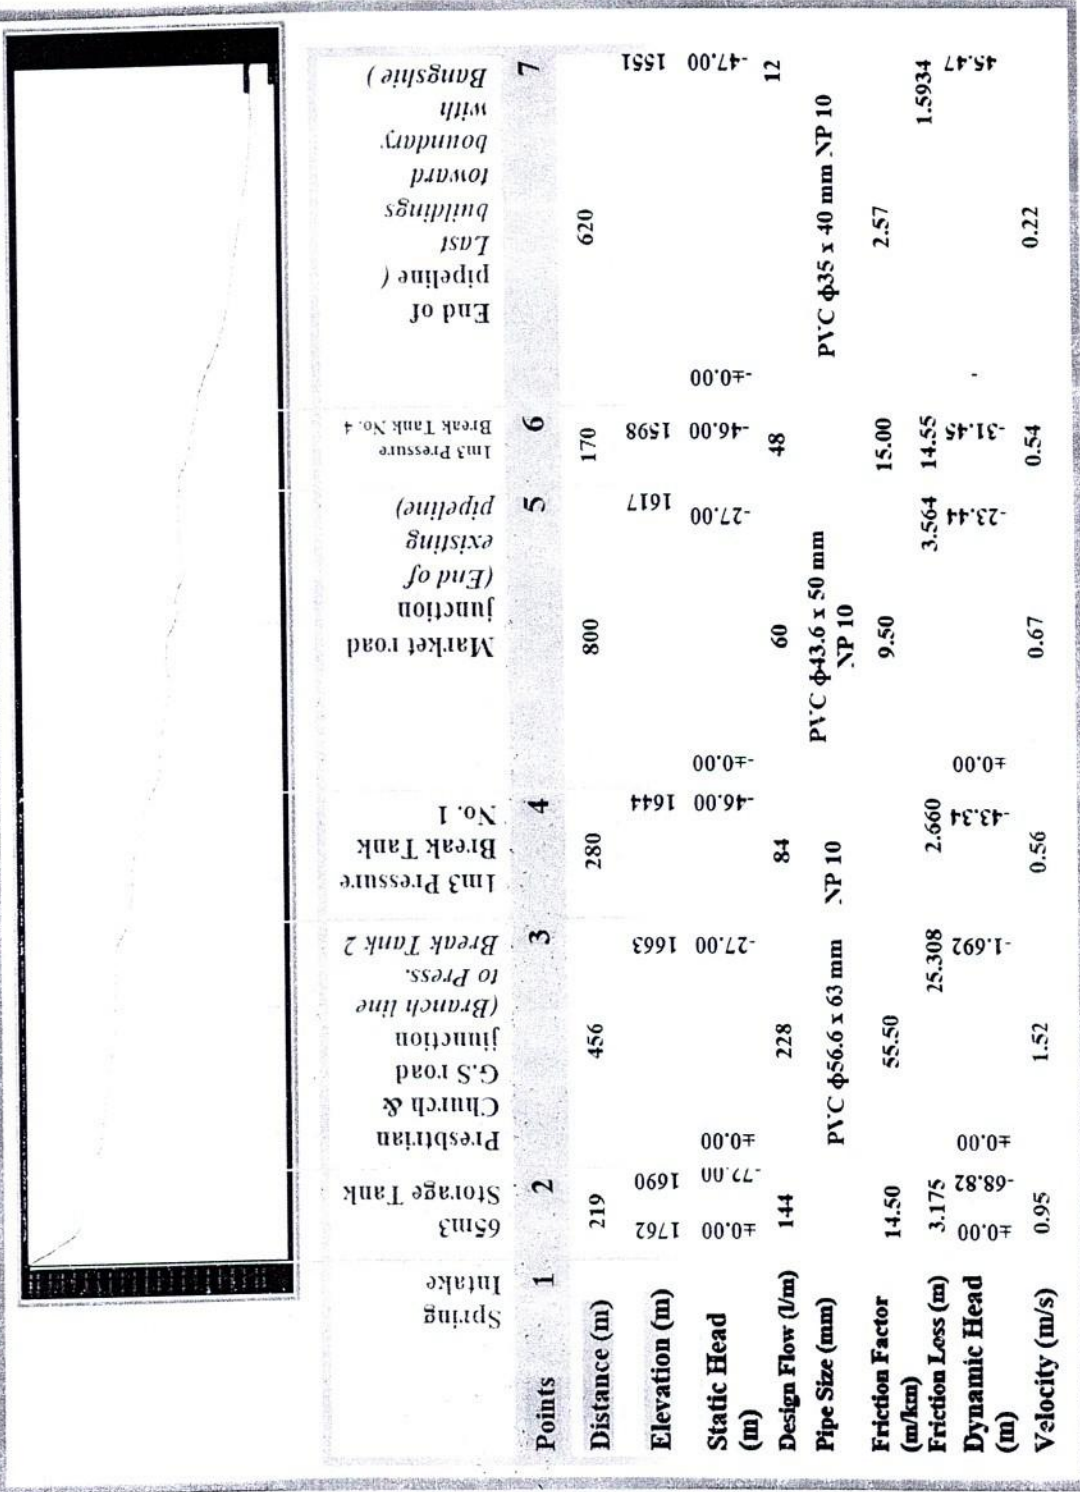 Spring
Intake
65m3
Storage Tank
Presbtrian
Church &
G.S road
jiinction
(Branch line
to Press.
Break Tank 2
1m3 Pressure
Break Tank
No. 1
Market road
junction
(End of
existing
pipeline)
1m3 Pressure
Break Tank No. 4
End of
pipeline (
Last
buildings
toward
boundary
with
Bangshie )
Points 1 2 3 4 5 6 7
Distance (m) 219 456 280 800 170 620
Elevation (m) 1762 1690 1663 1644 1617 1598 1551
Static Head
(m)
±0.00 ±0.00 -27.00 -46.00 -±0.00 -27.00 -46.00 -±0.00 -47.00
Design Flow (l/m) 144 228 84 60 48 12
Pipe Size (mm) PVC ϕ56.6 x 63 mm NP 10 PVC ϕ43.6 x 50 mm
NP 10
PVC ϕ35 x 40 mm NP 10
Friction Factor
(m/km)
14.50 55.50 9.50 15.00 2.57
Friction Loss (m) 3.175 25.308 2.660 3.564 14.55 1.5934
Dynamic Head
(m)
±0.00 -68.82 ±0.00 -1.692 -43.34 ±0.00 -23.44 -31.45 - 45.47
Velocity (m/s) 0.95 1.52 0.56 0.67 0.54 0.22